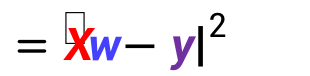 = Xw− y|²